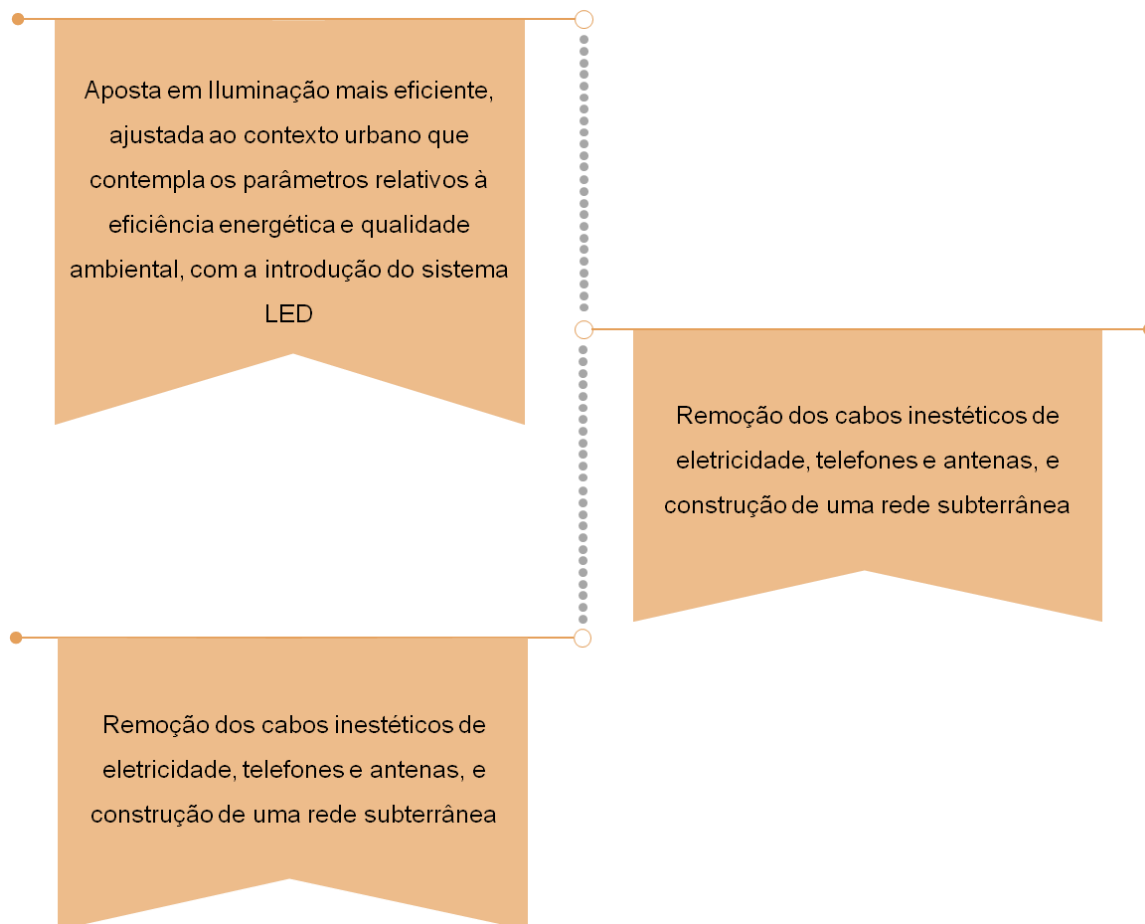 Aposta em Iluminação mais eficiente,
ajustada ao contexto urbano que
contempla os parâmetros relativos à
eficiência energética e qualidade
ambiental, com a introdução do sistema
LED
Remoção dos cabos inestéticos de
eletricidade, telefones e antenas, e
construção de uma rede subterrânea
Remoção dos cabos inestéticos de
eletricidade, telefones e antenas, e
construção de uma rede subterrânea